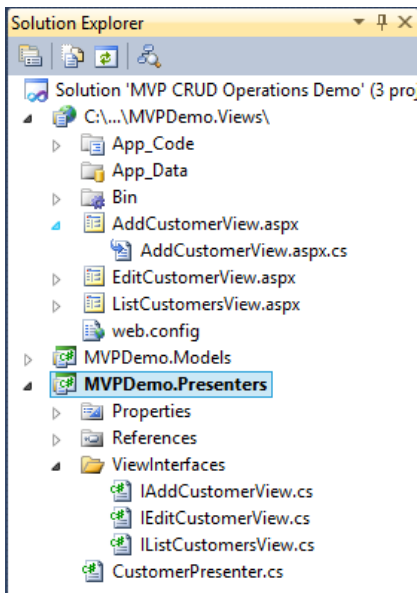 Solution Explorer
Solution 'MVP CRUD Operations Demo' (3 proj
C:\...\MVPDemo.Views\
App_Code
App_Data
Bin
AddCustomerView.aspx
AddCustomerView.aspx.cs
EditCustomerView.aspx
ListCustomersView.aspx
web.config
MVPDemo.Models
MVPDemo.Presenters
Properties
References
ViewInterfaces
IAddCustomerView.cs
IEditCustomerView.cs
IListCustomersView.cs
CustomerPresenter.cs